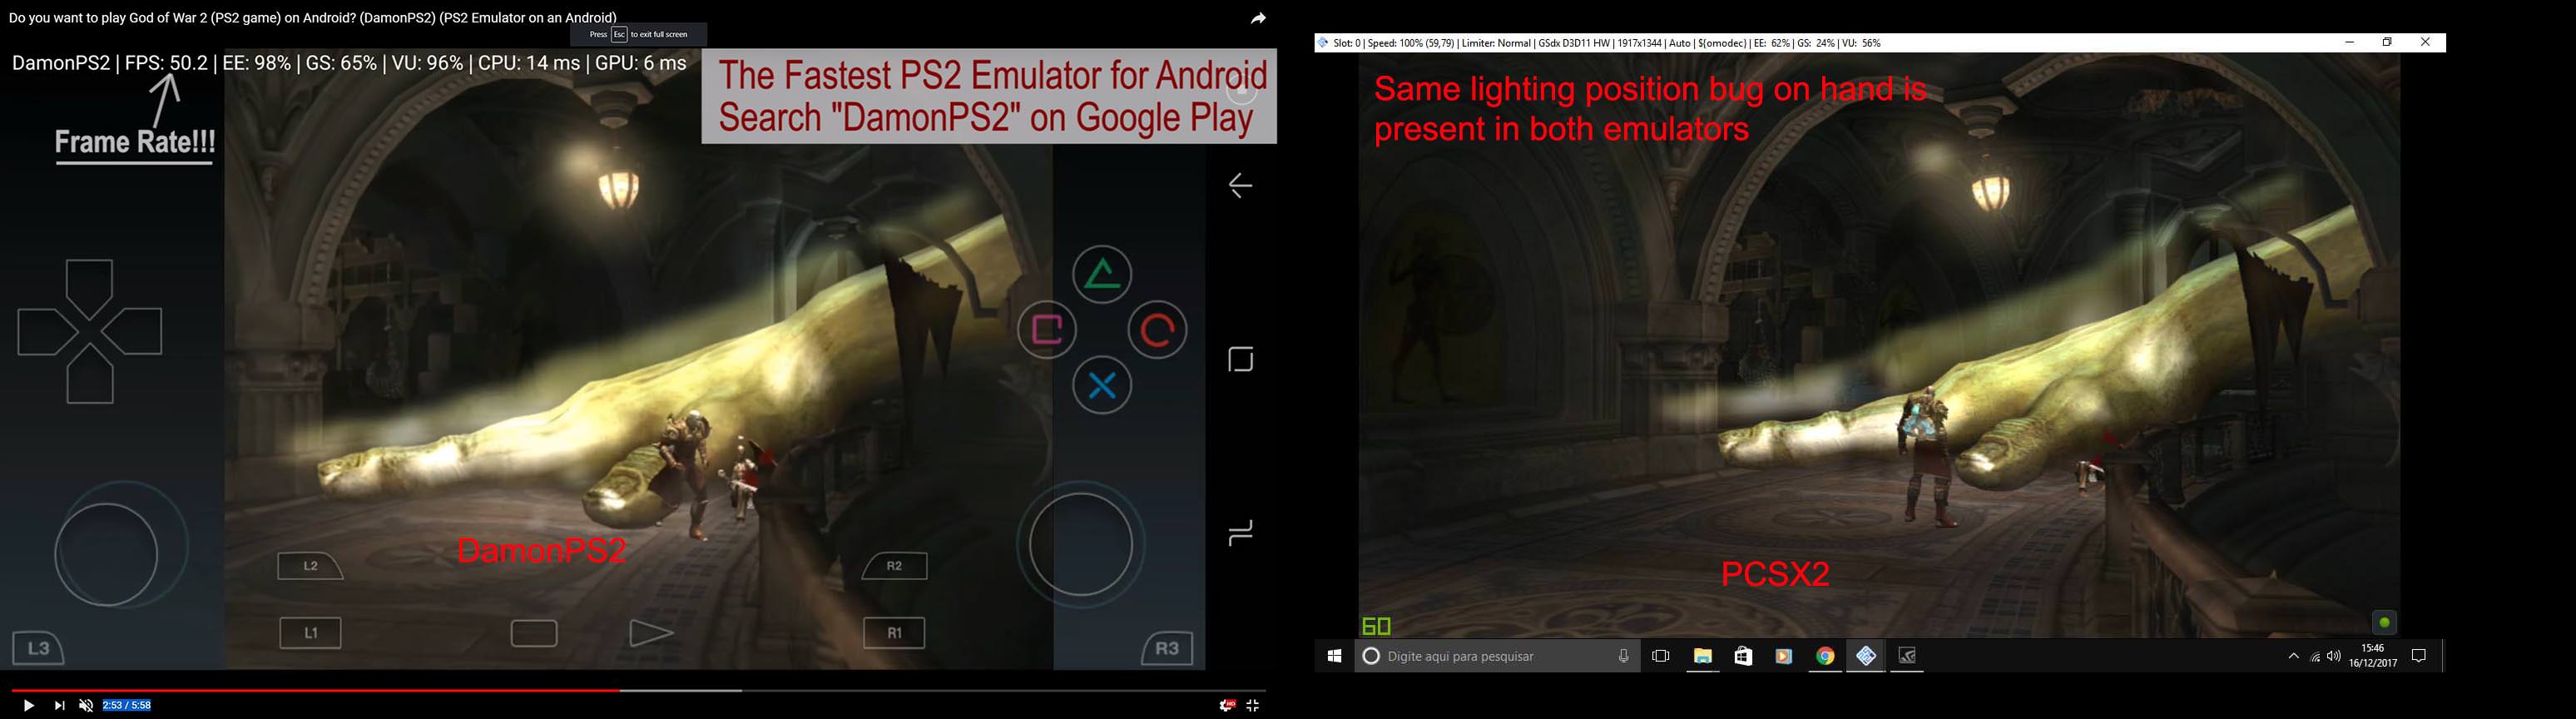 Do you want to play God of War 2 (PS2 game) on Android? (DamonPS2) (PS2 Emulator on an Android)
Press Esc to exit full screen
DamonPS2 | FPS: 50.2 | EE: 98% | GS: 65% | VU: 96% | CPU: 14 ms | GPU: 6 ms
Frame Rate!!!
The Fastest PS2 Emulator for Android
Search "DamonPS2" on Google Play
DamonPS2
L2
R2
L1
R1
L3
R3
2:53 / 5:58
HD
Slot: 0 | Speed: 100% (59,79) | Limiter: Normal | GSdx D3D11 HW | 1917x1344 | Auto | ${omodec} | EE: 62% | GS: 24% | VU: 56%
Same lighting position bug on hand is
present in both emulators
PCSX2
60
Digite aqui para pesquisar
15:46
16/12/2017